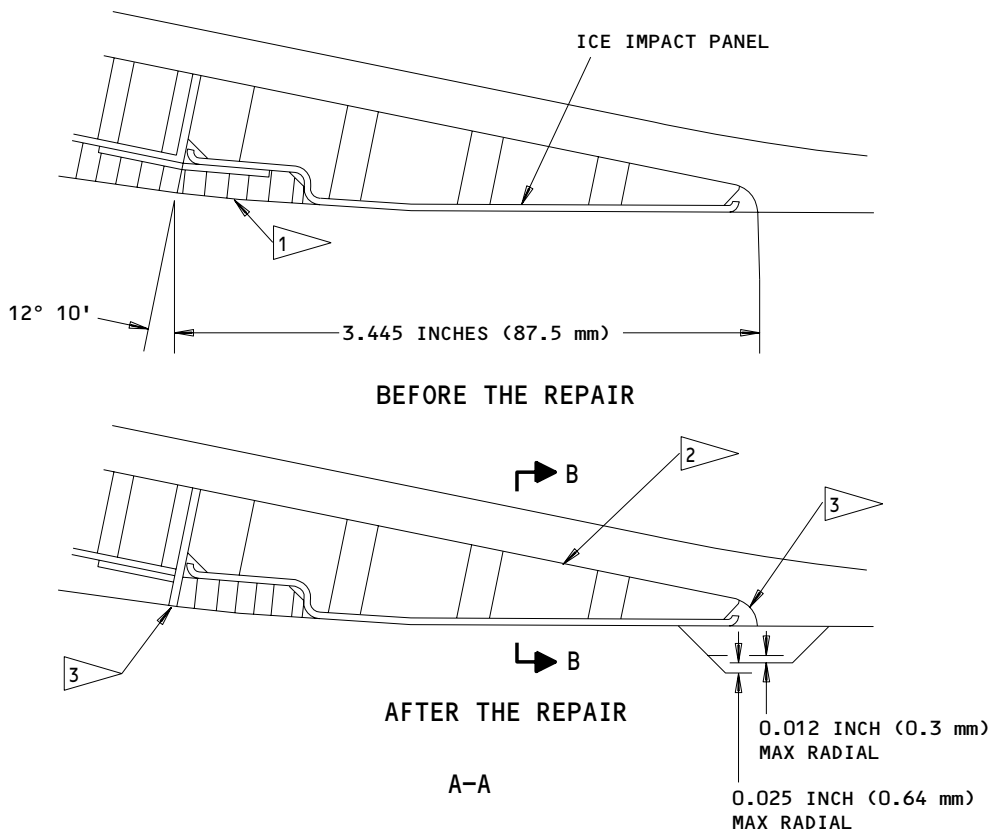 ICE IMPACT PANEL
1
12° 10'
3.445 INCHES (87.5 mm)
BEFORE THE REPAIR
B
2
3
3
B
AFTER THE REPAIR
0.012 INCH (0.3 mm)
MAX RADIAL
A-A
0.025 INCH (0.64 mm)
MAX RADIAL